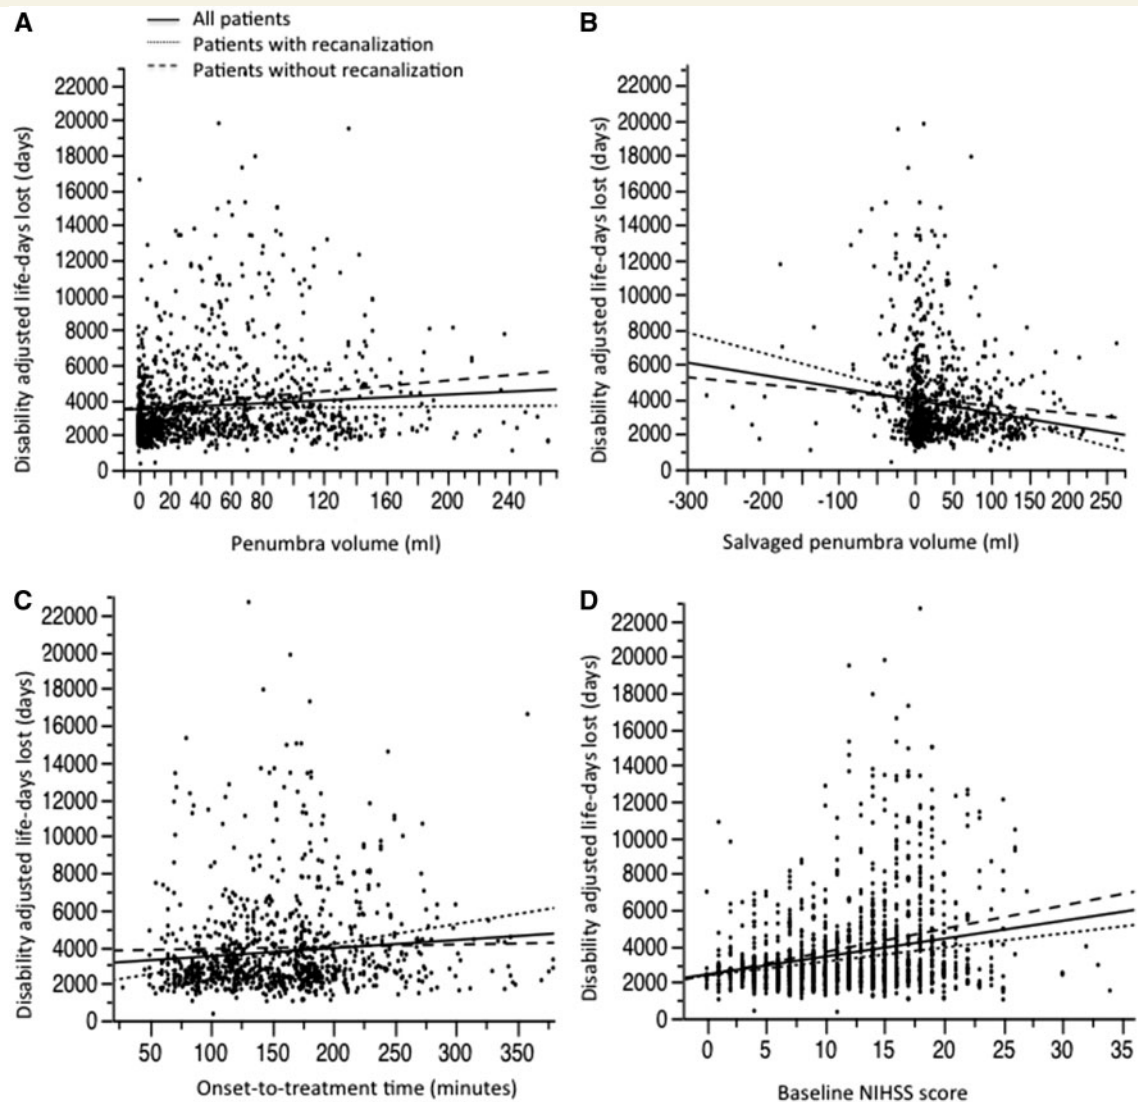 A
All patients
Patients with recanalization
Patients without recanalization
Disability adjusted life-days lost (days)
22000
20000
18000
16000
14000
12000
10000
8000
6000
4000
2000
0
0 20 40 60 80 120 160 200 240
Penumbra volume (ml)
B
Disability adjusted life-days lost (days)
22000
20000
18000
16000
14000
12000
10000
8000
6000
4000
2000
0
-300 -200 -100 0 50 100 150 200 250
Salvaged penumbra volume (ml)
C
Disability adjusted life-days lost (days)
22000
20000
18000
16000
14000
12000
10000
8000
6000
4000
2000
0
50 100 150 200 250 300 350
Onset-to-treatment time (minutes)
D
Disability adjusted life-days lost (days)
22000
20000
18000
16000
14000
12000
10000
8000
6000
4000
2000
0
0 5 10 15 20 25 30 35
Baseline NIHSS score